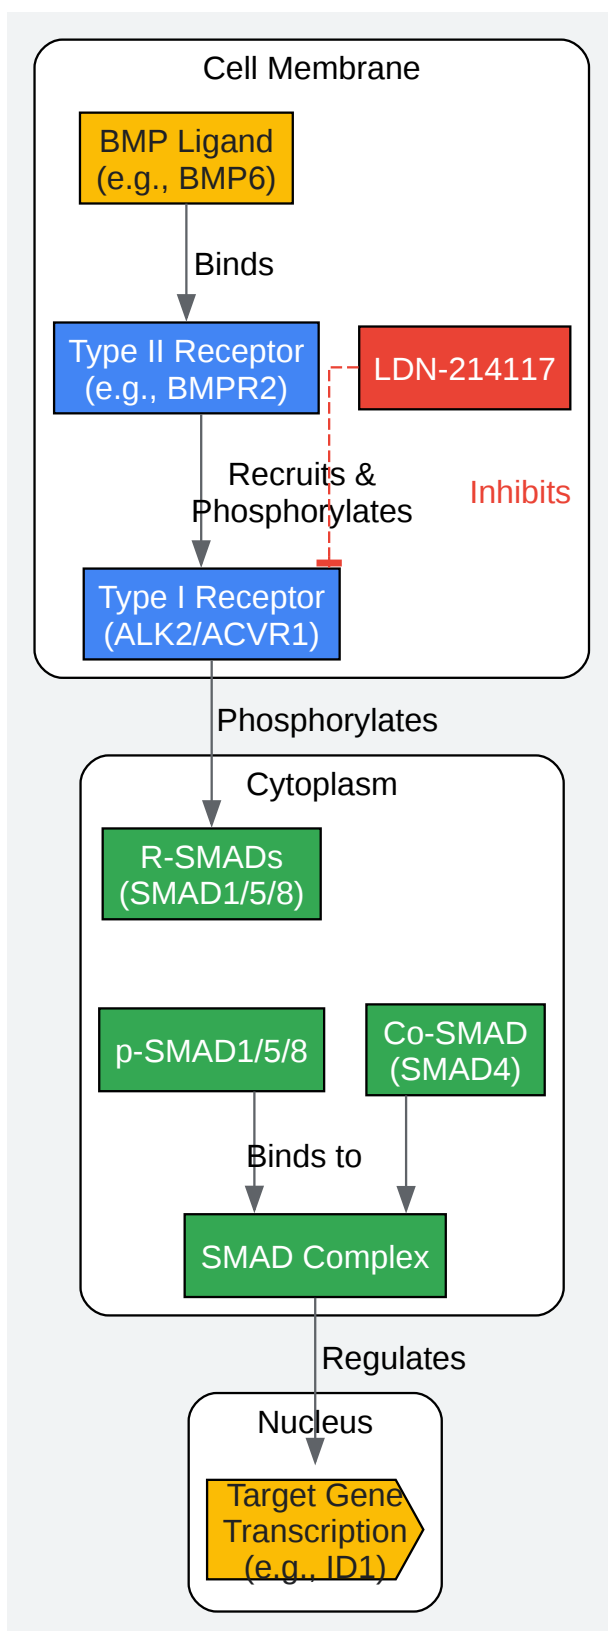 Cell Membrane
BMP Ligand
(e.g., BMP6)
Binds
Type II Receptor
(e.g., BMPR2)
LDN-214117
Recruits &
Phosphorylates
Inhibits
Type I Receptor
(ALK2/ACVR1)
Phosphorylates
Cytoplasm
R-SMADs
(SMAD1/5/8)
p-SMAD1/5/8
Co-SMAD
(SMAD4)
Binds to
SMAD Complex
Regulates
Nucleus
Target Gene
Transcription
(e.g., ID1)